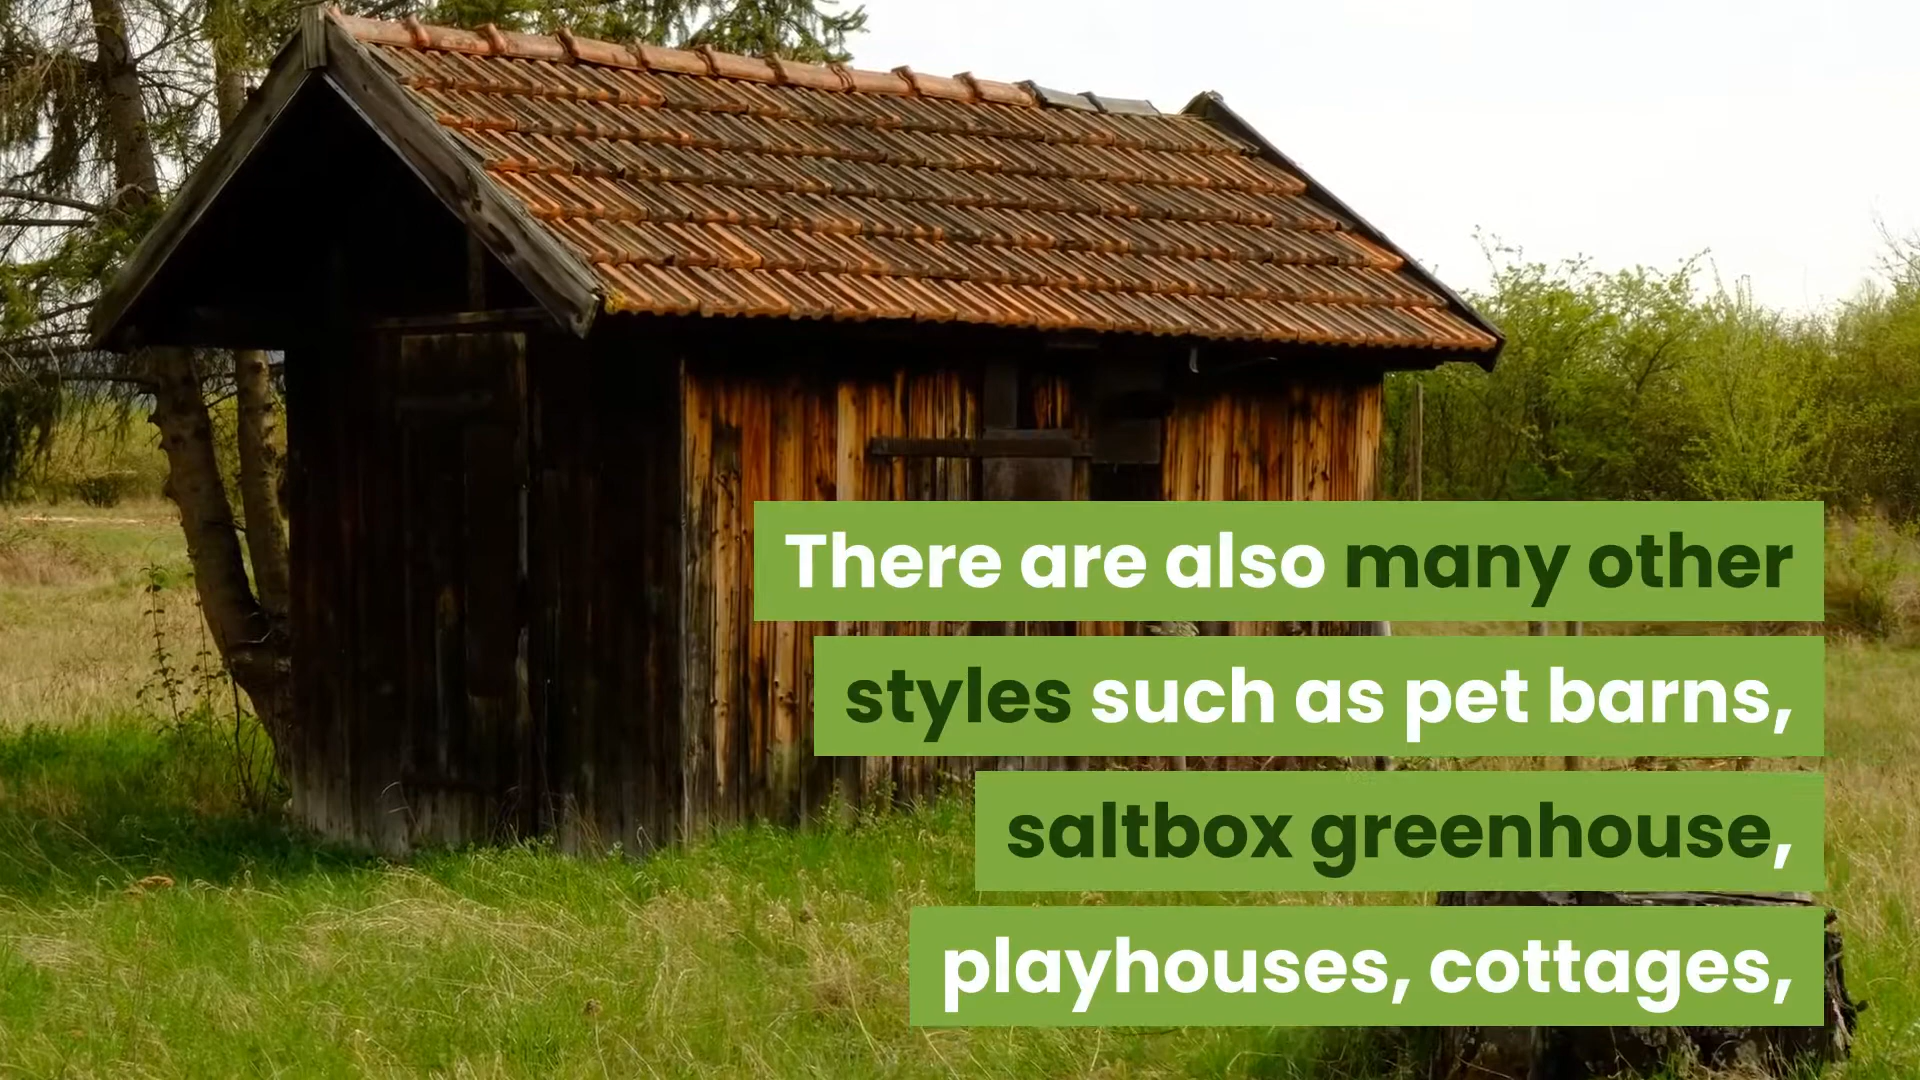 There are also many other
styles such as pet barns,
saltbox greenhouse,
playhouses, cottages,